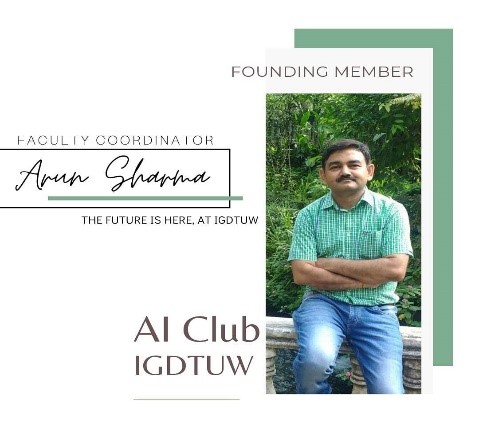 FOUNDING MEMBER
FACULTY COORDINATOR
Arun Sharma
THE FUTURE IS HERE, AT IGDTUW
AI Club
IGDTUW